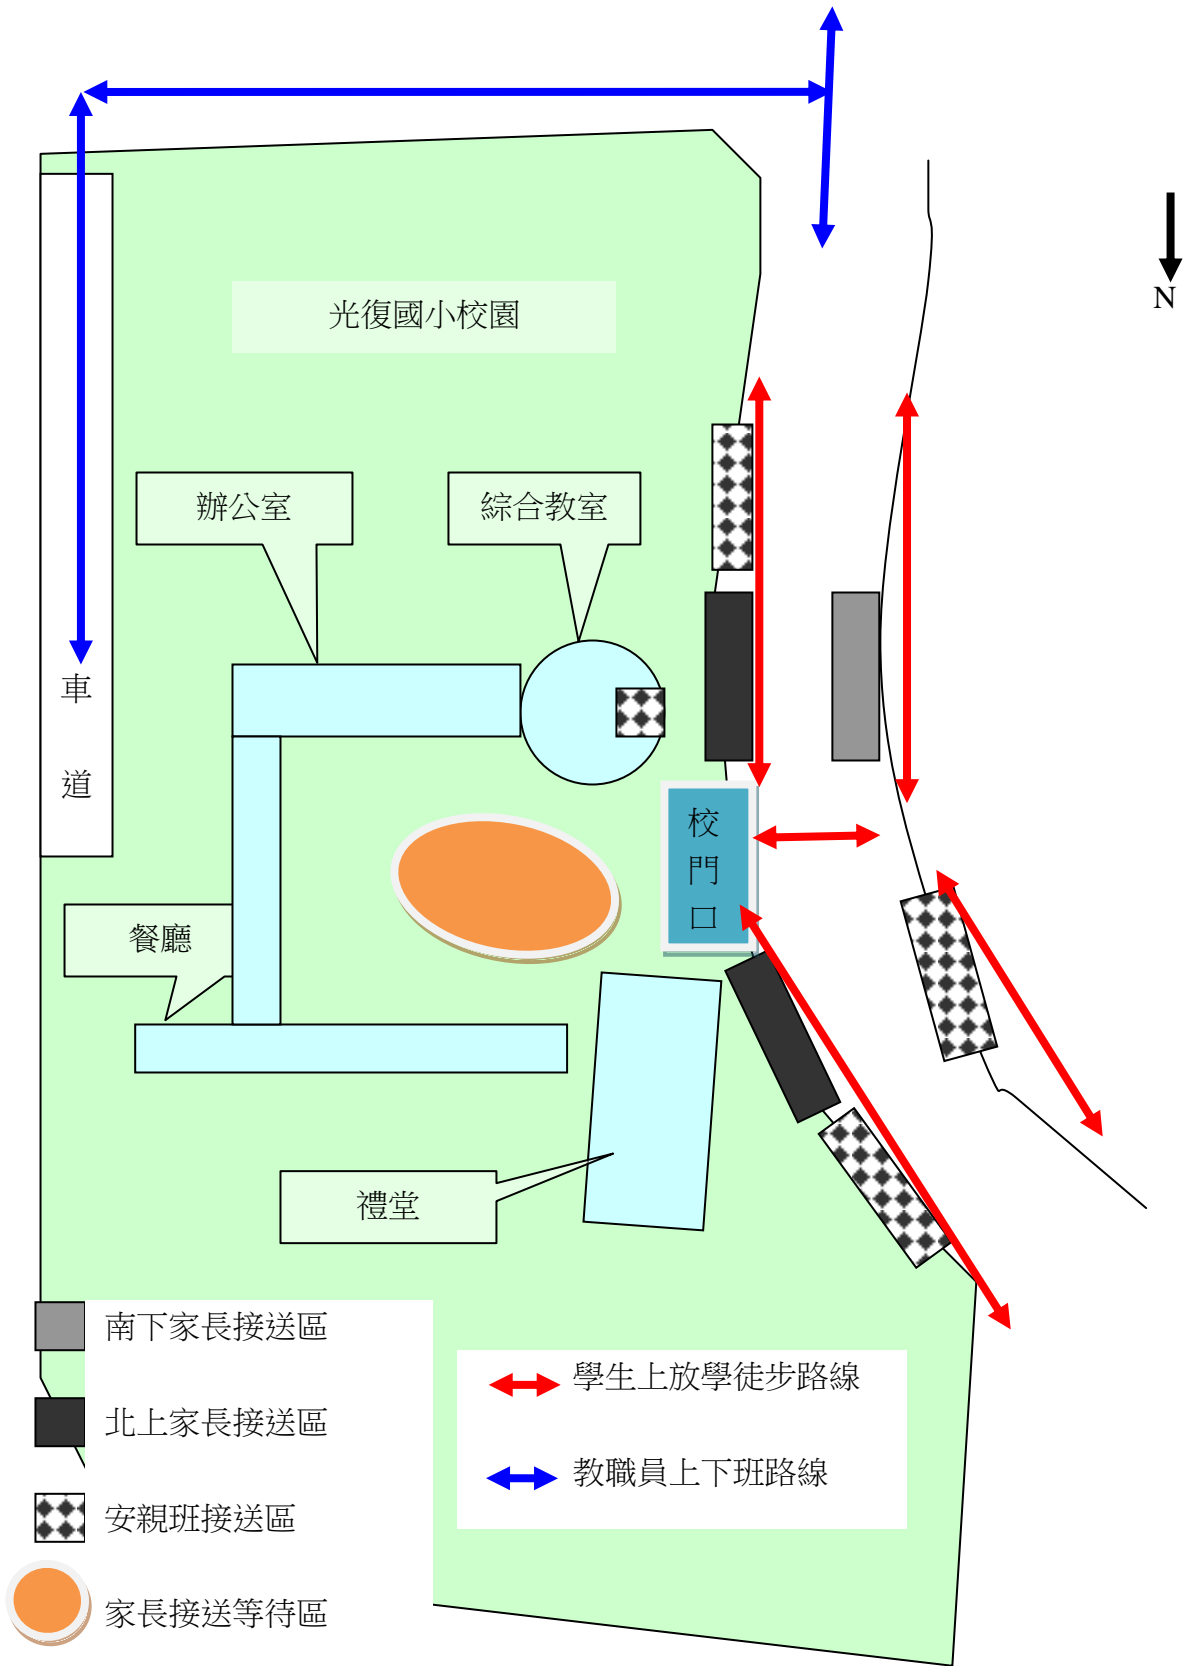 N
光復國小校園
辦公室
綜合教室
車
道
校
門
口
餐廳
禮堂
南下家長接送區
北上家長接送區
安親班接送區
家長接送等待區
學生上放學徒步路線
教職員上下班路線